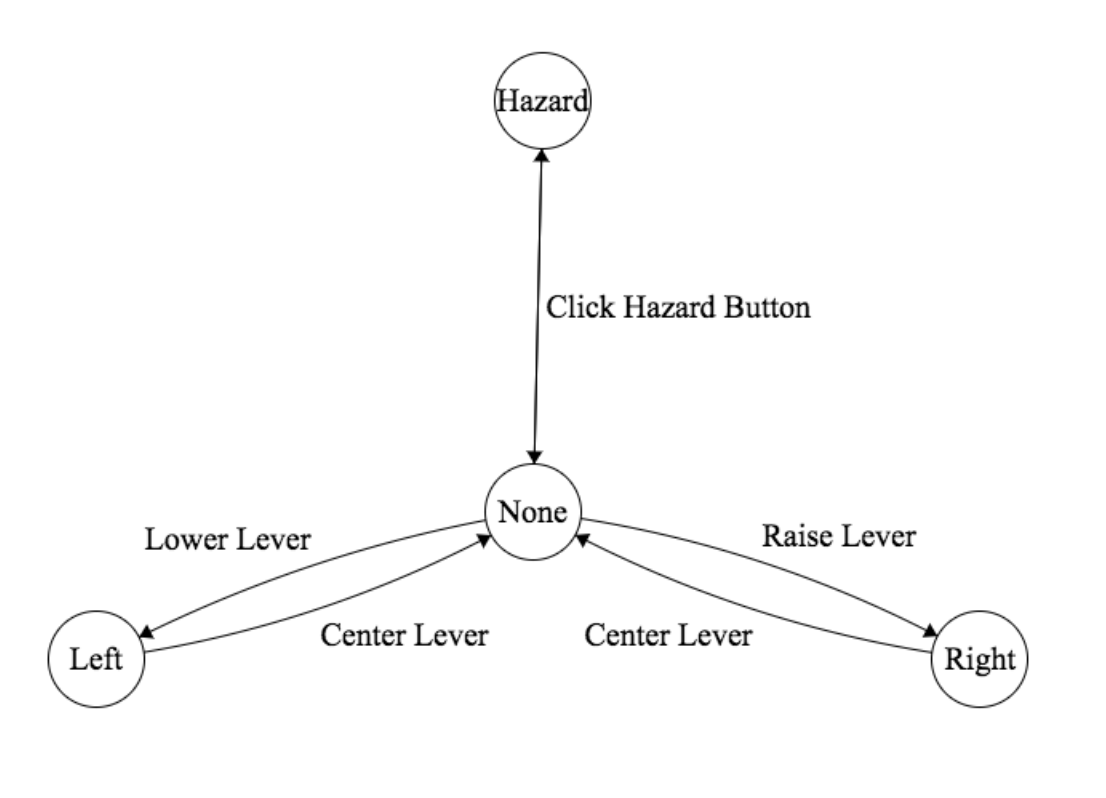 Hazard
Click Hazard Button
None
Lower Lever
Raise Lever
Center Lever
Center Lever
Left
Right